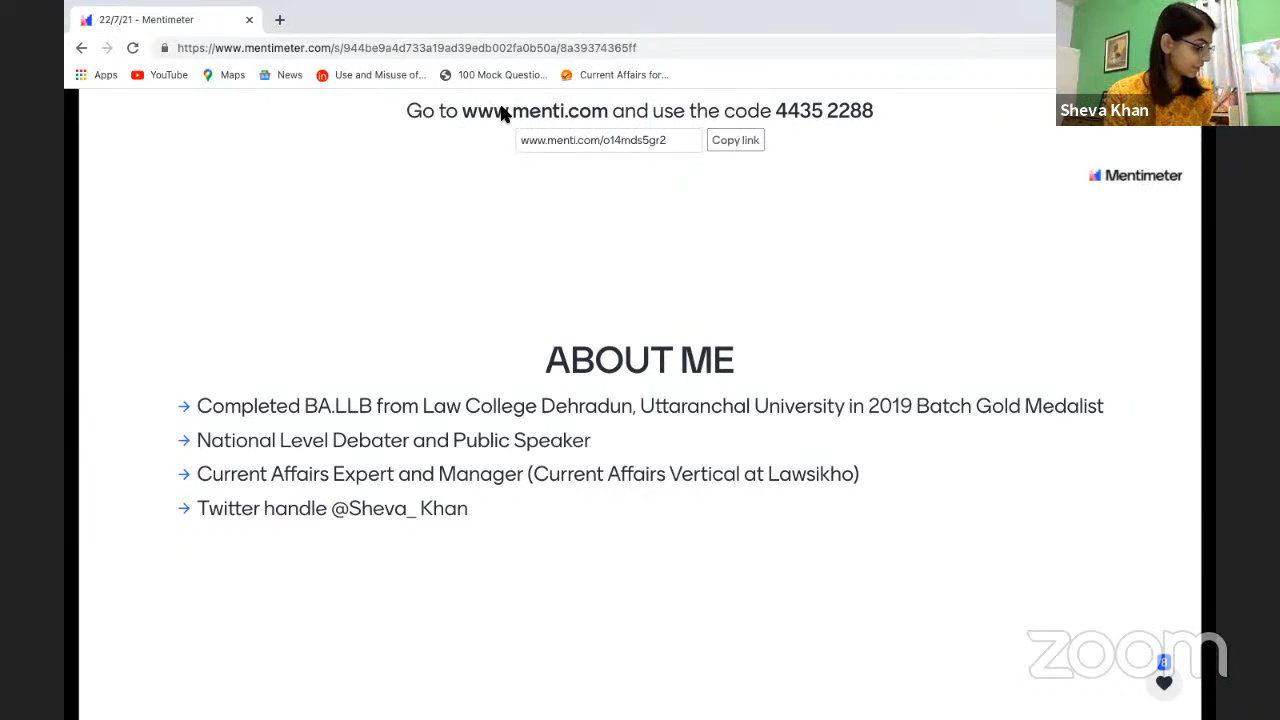 22/7/21 - Mentimeter
https://www.mentimeter.com/s/944be9a4d733a19ad39edb002fa0b50a/8a39374365ff
Apps YouTube Maps News Use and Misuse of... 100 Mock Questio... Current Affairs for...
Sheva Khan
Go to www.menti.com and use the code 4435 2288
www.menti.com/o14mds5gr2 Copy link
Mentimeter
ABOUT ME
→ Completed BA.LLB from Law College Dehradun, Uttaranchal University in 2019 Batch Gold Medalist
→ National Level Debater and Public Speaker
→ Current Affairs Expert and Manager (Current Affairs Vertical at Lawsikho)
→ Twitter handle @Sheva_ Khan
zoom
8